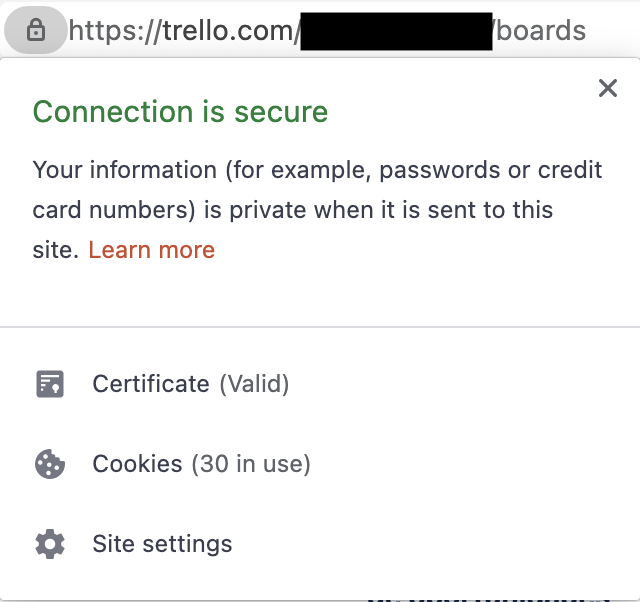 https://trello.com/ /boards
Connection is secure
Your information (for example, passwords or credit
card numbers) is private when it is sent to this
site. Learn more
Certificate (Valid)
Cookies (30 in use)
Site settings